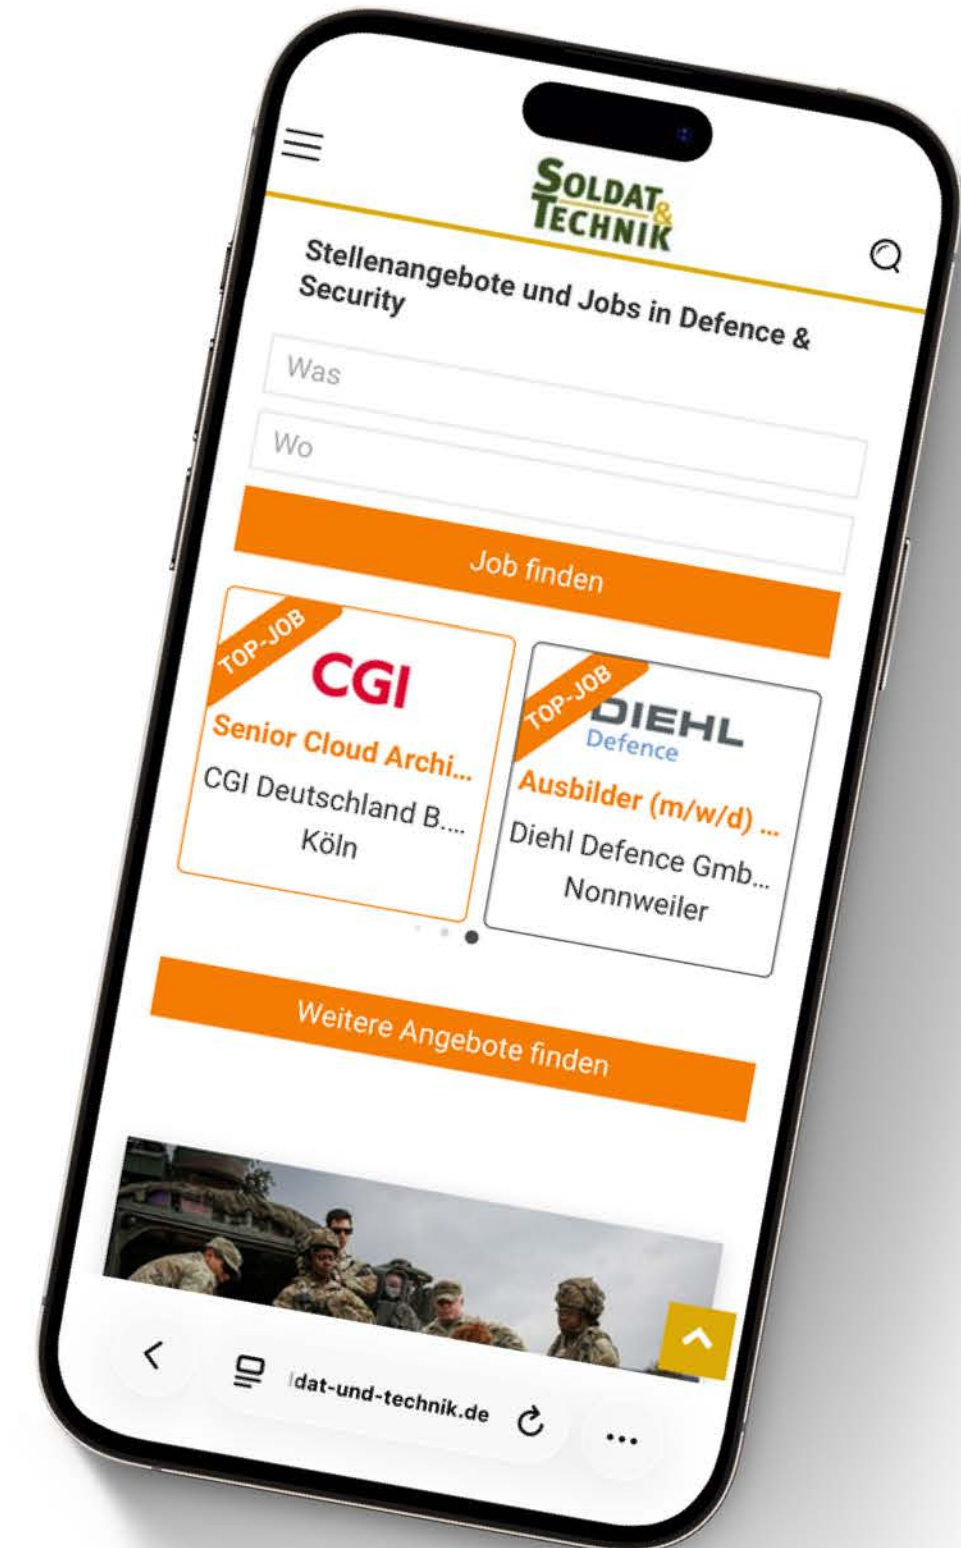 SOLDAT &
TECHNIK
Stellenangebote und Jobs in Defence &
Security
Was
Wo
Job finden
TOP-JOB
CGI
Senior Cloud Archi...
CGI Deutschland B....
Köln
TOP-JOB
DIEHL
Defence
Ausbilder (m/w/d) ...
Diehl Defence Gmb...
Nonnweiler
Weitere Angebote finden
ldat-und-technik.de